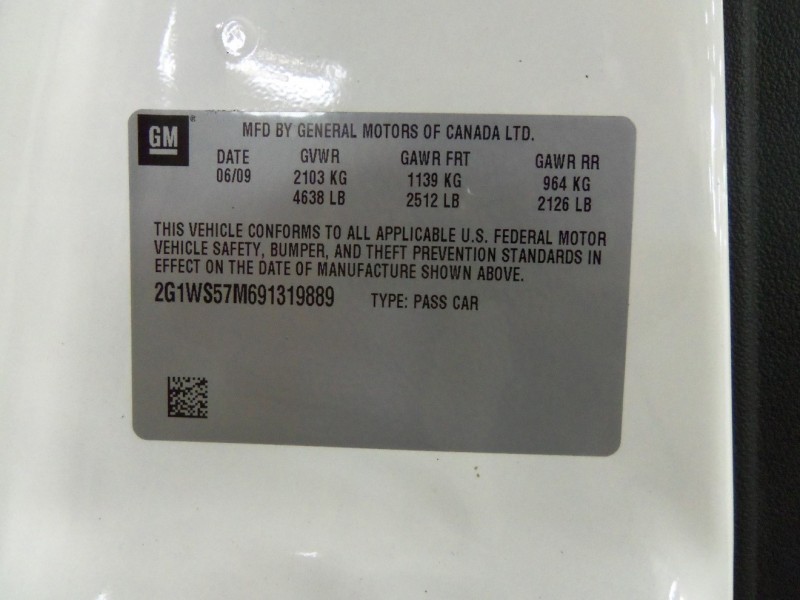 GM
MFD BY GENERAL MOTORS OF CANADA LTD.
DATE GVWR GAWR FRT GAWR RR
06/09 2103 KG 1139 KG 964 KG
4638 LB 2512 LB 2126 LB
THIS VEHICLE CONFORMS TO ALL APPLICABLE U.S. FEDERAL MOTOR
VEHICLE SAFETY, BUMPER, AND THEFT PREVENTION STANDARDS IN
EFFECT ON THE DATE OF MANUFACTURE SHOWN ABOVE.
2G1WS57M691319889 TYPE: PASS CAR